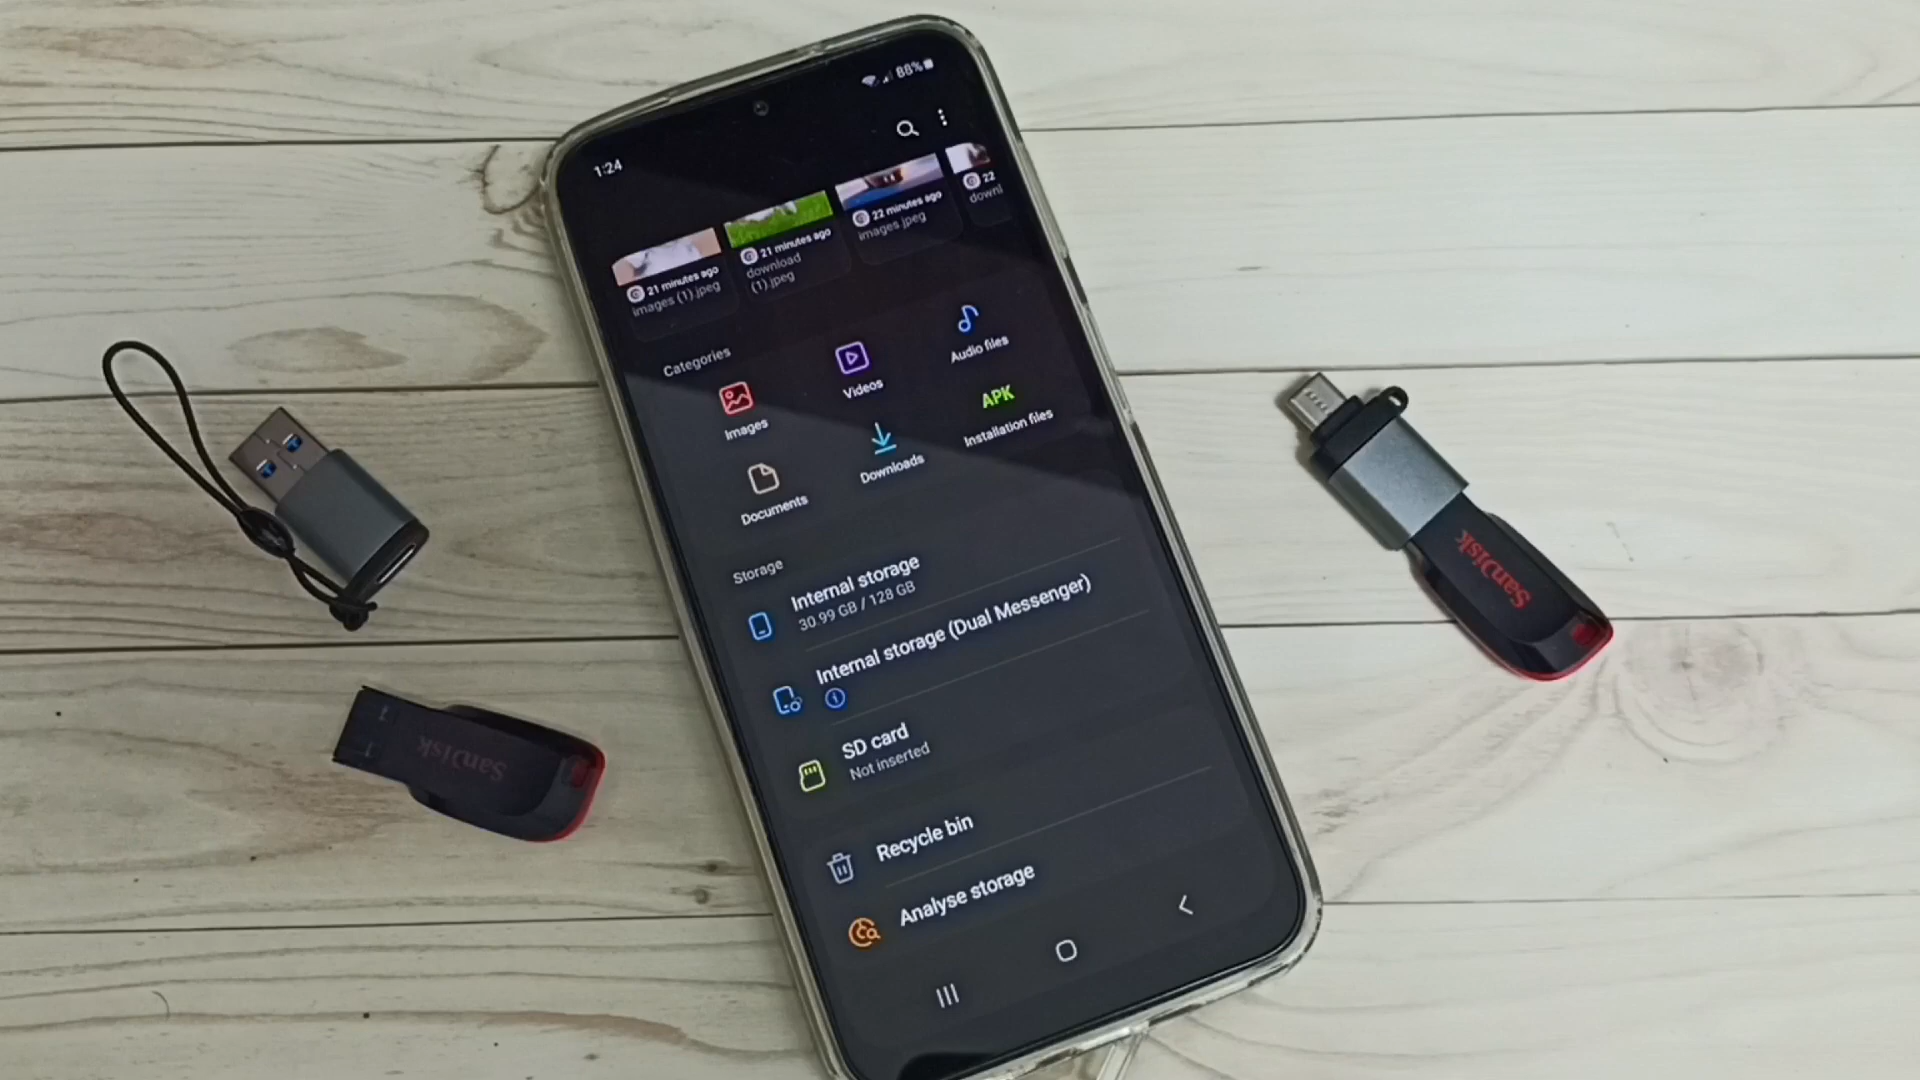 88%
1:24
22
downl
22 minutes ago
images.jpeg
21 minutes ago
download
(1).jpeg
21 minutes ago
images (1).jpeg
Categories
Images
Videos
Audio files
Documents
Downloads
APK
Installation files
Storage
Internal storage
30.99 GB / 128 GB
Internal storage (Dual Messenger)
SD card
Not inserted
Recycle bin
Analyse storage
SanDisk
SanDisk